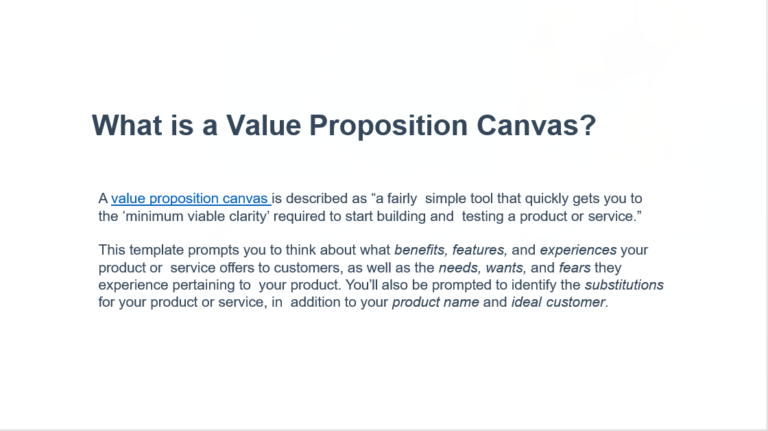 What is a Value Proposition Canvas?
A value proposition canvas is described as “a fairly  simple tool that quickly gets you to
the ‘minimum viable clarity’ required to start building and  testing a product or service.”
This template prompts you to think about what benefits, features, and experiences your
product or  service offers to customers, as well as the needs, wants, and fears they
experience pertaining to  your product. You’ll also be prompted to identify the substitutions
for your product or service, in  addition to your product name and ideal customer.